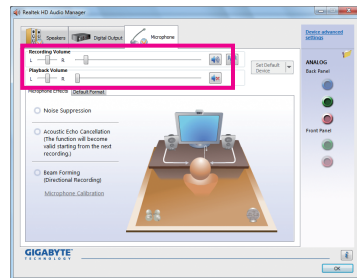 Realtek HD Audio Manager
Speakers
Digital Output
Microphone
Device advanced
settings
Recording Volume
L
R
Playback Volume
L
R
Set Default
Device
ANALOG
Back Panel
Microphone Effects
Default Format
Noise Suppression
Acoustic Echo Cancellation
(The function will become
valid starting from the next
recording.)
Front Panel
Beam Forming
(Directional Recording)
Microphone Calibration
GIGABYTE™
TECHNOLOGY
OK